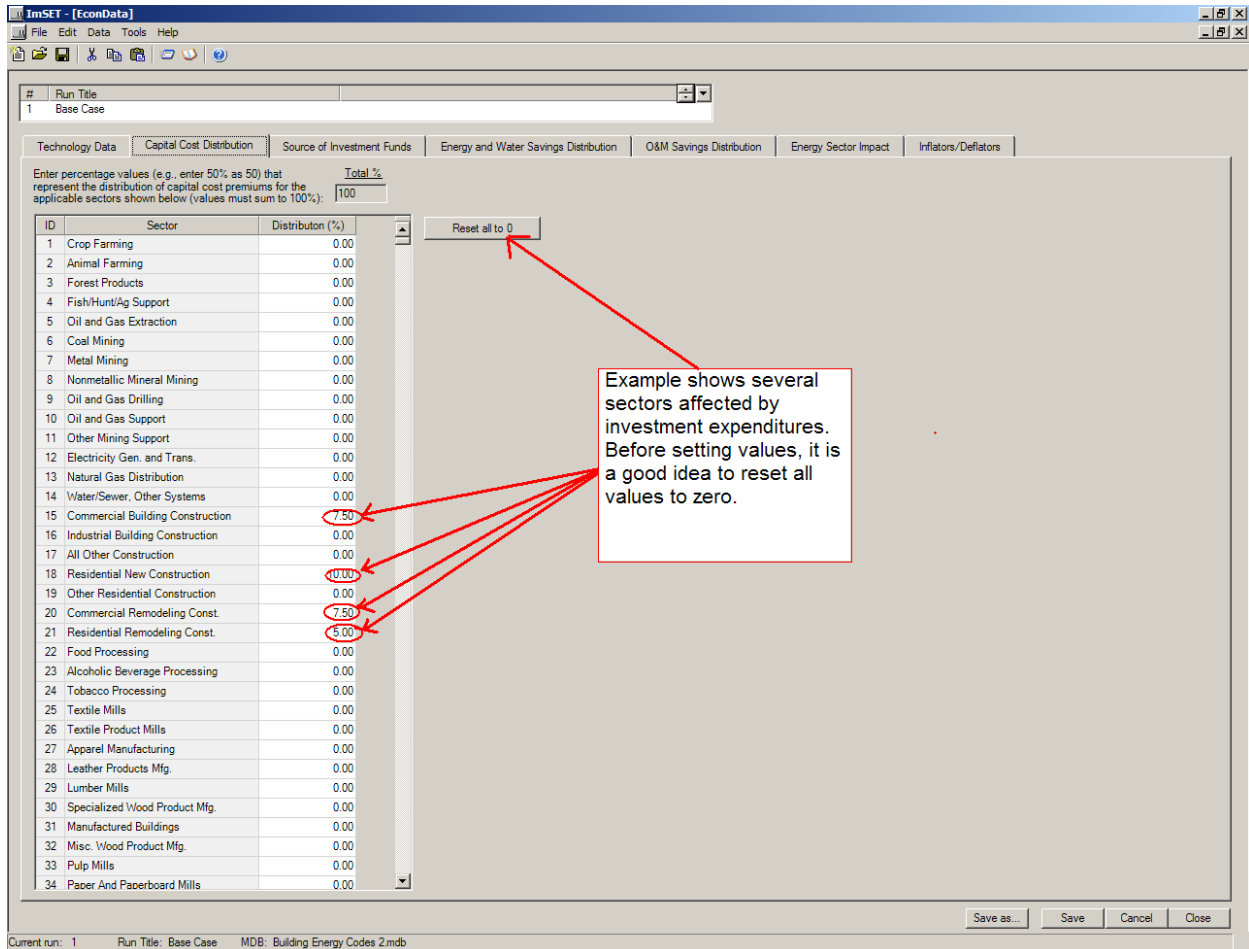 ImSET - [EconData]
File Edit Data Tools Help
# Run Title
1 Base Case
Technology Data Capital Cost Distribution Source of Investment Funds Energy and Water Savings Distribution O&M Savings Distribution Energy Sector Impact Inflators/Deflators
Enter percentage values (e.g., enter 50% as 50) that
represent the distribution of capital cost premiums for the
applicable sectors shown below (values must sum to 100%):
Total %
100
ID Sector Distributon (%)
Reset all to 0
1 Crop Farming 0.00
2 Animal Farming 0.00
3 Forest Products 0.00
4 Fish/Hunt/Ag Support 0.00
5 Oil and Gas Extraction 0.00
6 Coal Mining 0.00
7 Metal Mining 0.00
8 Nonmetallic Mineral Mining 0.00
9 Oil and Gas Drilling 0.00
10 Oil and Gas Support 0.00
11 Other Mining Support 0.00
12 Electricity Gen. and Trans. 0.00
13 Natural Gas Distribution 0.00
14 Water/Sewer, Other Systems 0.00
15 Commercial Building Construction 7.50
16 Industrial Building Construction 0.00
17 All Other Construction 0.00
18 Residential New Construction 10.00
19 Other Residential Construction 0.00
20 Commercial Remodeling Const. 7.50
21 Residential Remodeling Const. 5.00
22 Food Processing 0.00
23 Alcoholic Beverage Processing 0.00
24 Tobacco Processing 0.00
25 Textile Mills 0.00
26 Textile Product Mills 0.00
27 Apparel Manufacturing 0.00
28 Leather Products Mfg. 0.00
29 Lumber Mills 0.00
30 Specialized Wood Product Mfg. 0.00
31 Manufactured Buildings 0.00
32 Misc. Wood Product Mfg. 0.00
33 Pulp Mills 0.00
34 Paper And Paperboard Mills 0.00
Example shows several
sectors affected by
investment expenditures.
Before setting values, it is
a good idea to reset all
values to zero.
Save as... Save Cancel Close
Current run: 1 Run Title: Base Case MDB: Building Energy Codes 2.mdb